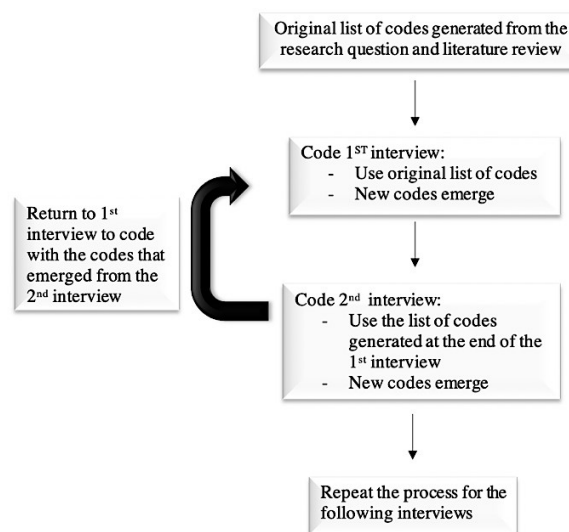 Original list of codes generated from the
research question and literature review
Code 1ST interview:
- Use original list of codes
- New codes emerge
Return to 1st
interview to code
with the codes that
emerged from the
2nd interview
Code 2nd interview:
- Use the list of codes
generated at the end of the
1st interview
- New codes emerge
Repeat the process for the
following interviews